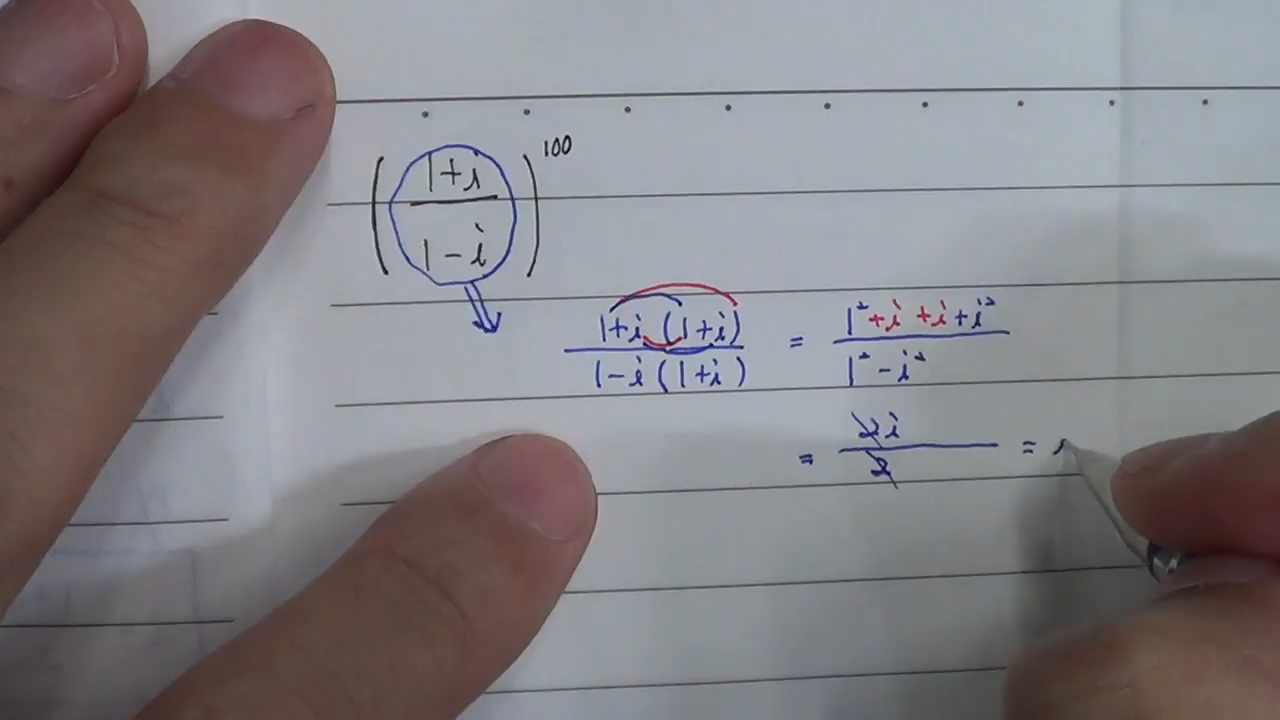 ((1+i)/(1-i))^100
(1+i (1+i))/(1-i (1+i)) = (1²+i+i+i²)/(1²-i²)
= 2i/2 =